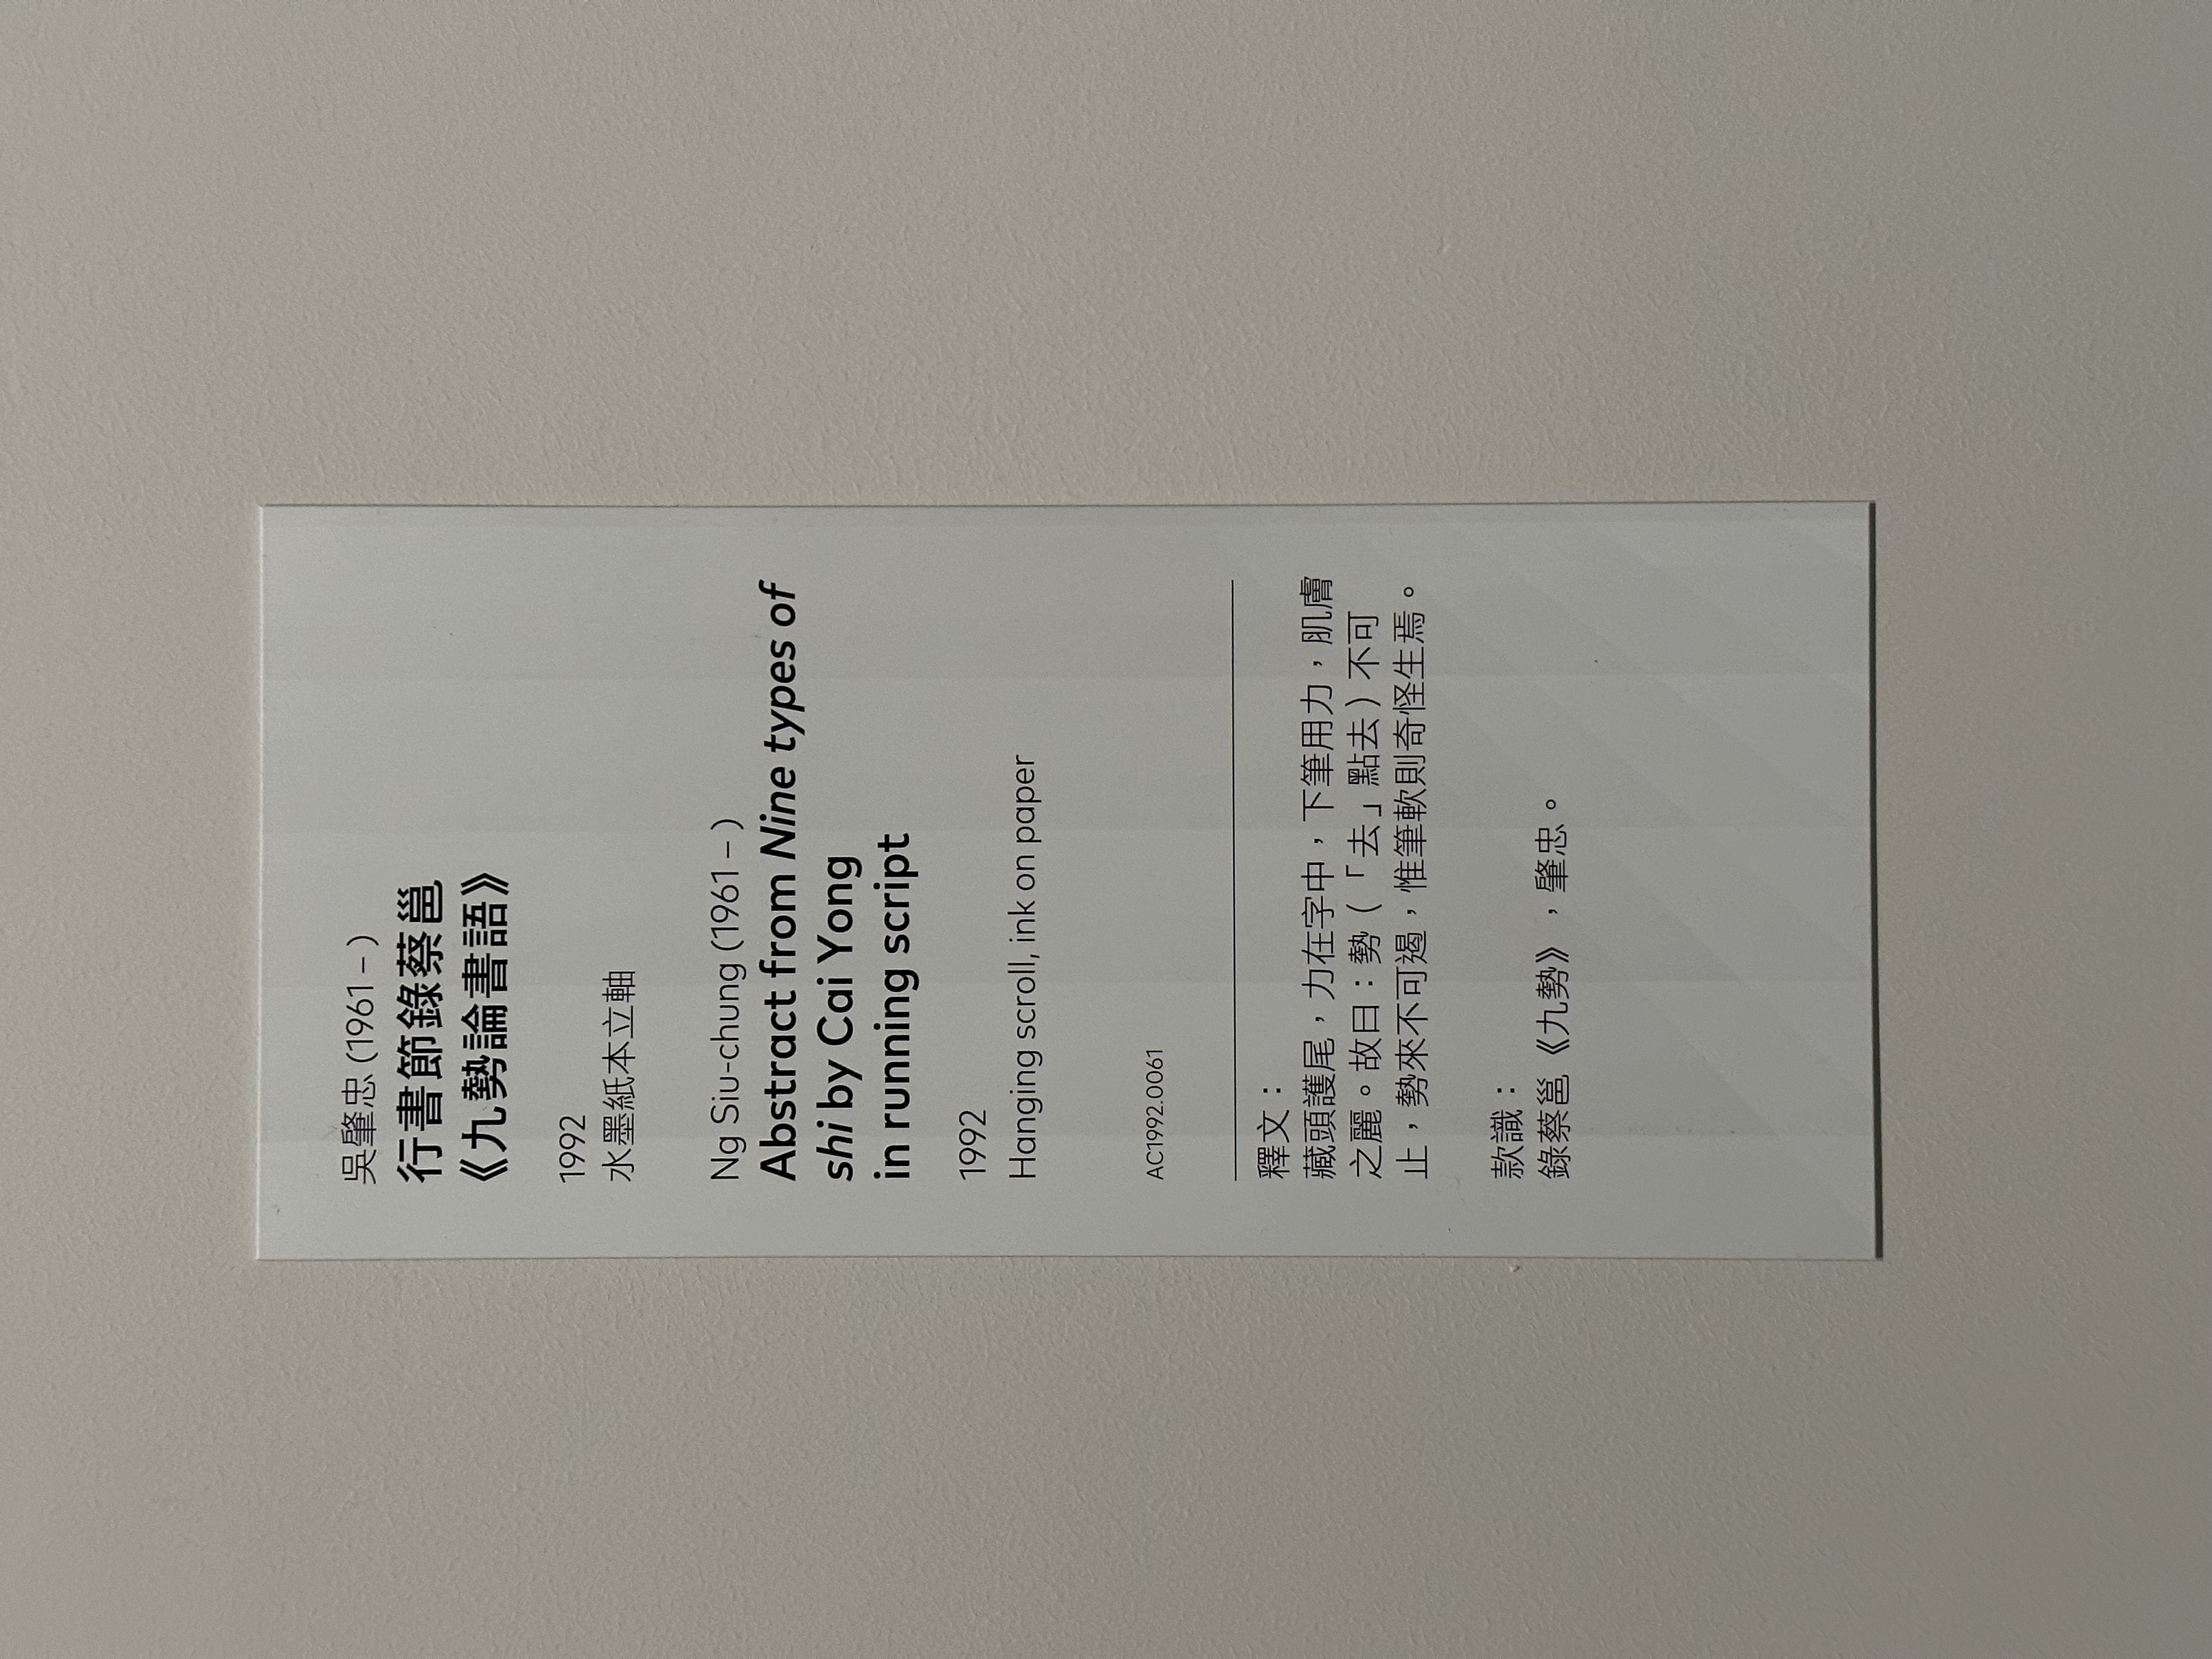 吳肇忠 (1961 – )
行書節錄蔡邕
《九勢論書語》
1992
水墨紙本立軸
Ng Siu-chung (1961 – )
Abstract from Nine types of
shi by Cai Yong
in running script
1992
Hanging scroll, ink on paper
AC1992.0061
釋文：
藏頭護尾，力在字中，下筆用力，肌膚
之麗。故曰：勢（「去」點去）不可
止，勢來不可遏，惟筆軟則奇怪生焉。
款識：
錄蔡邕《九勢》，肇忠。